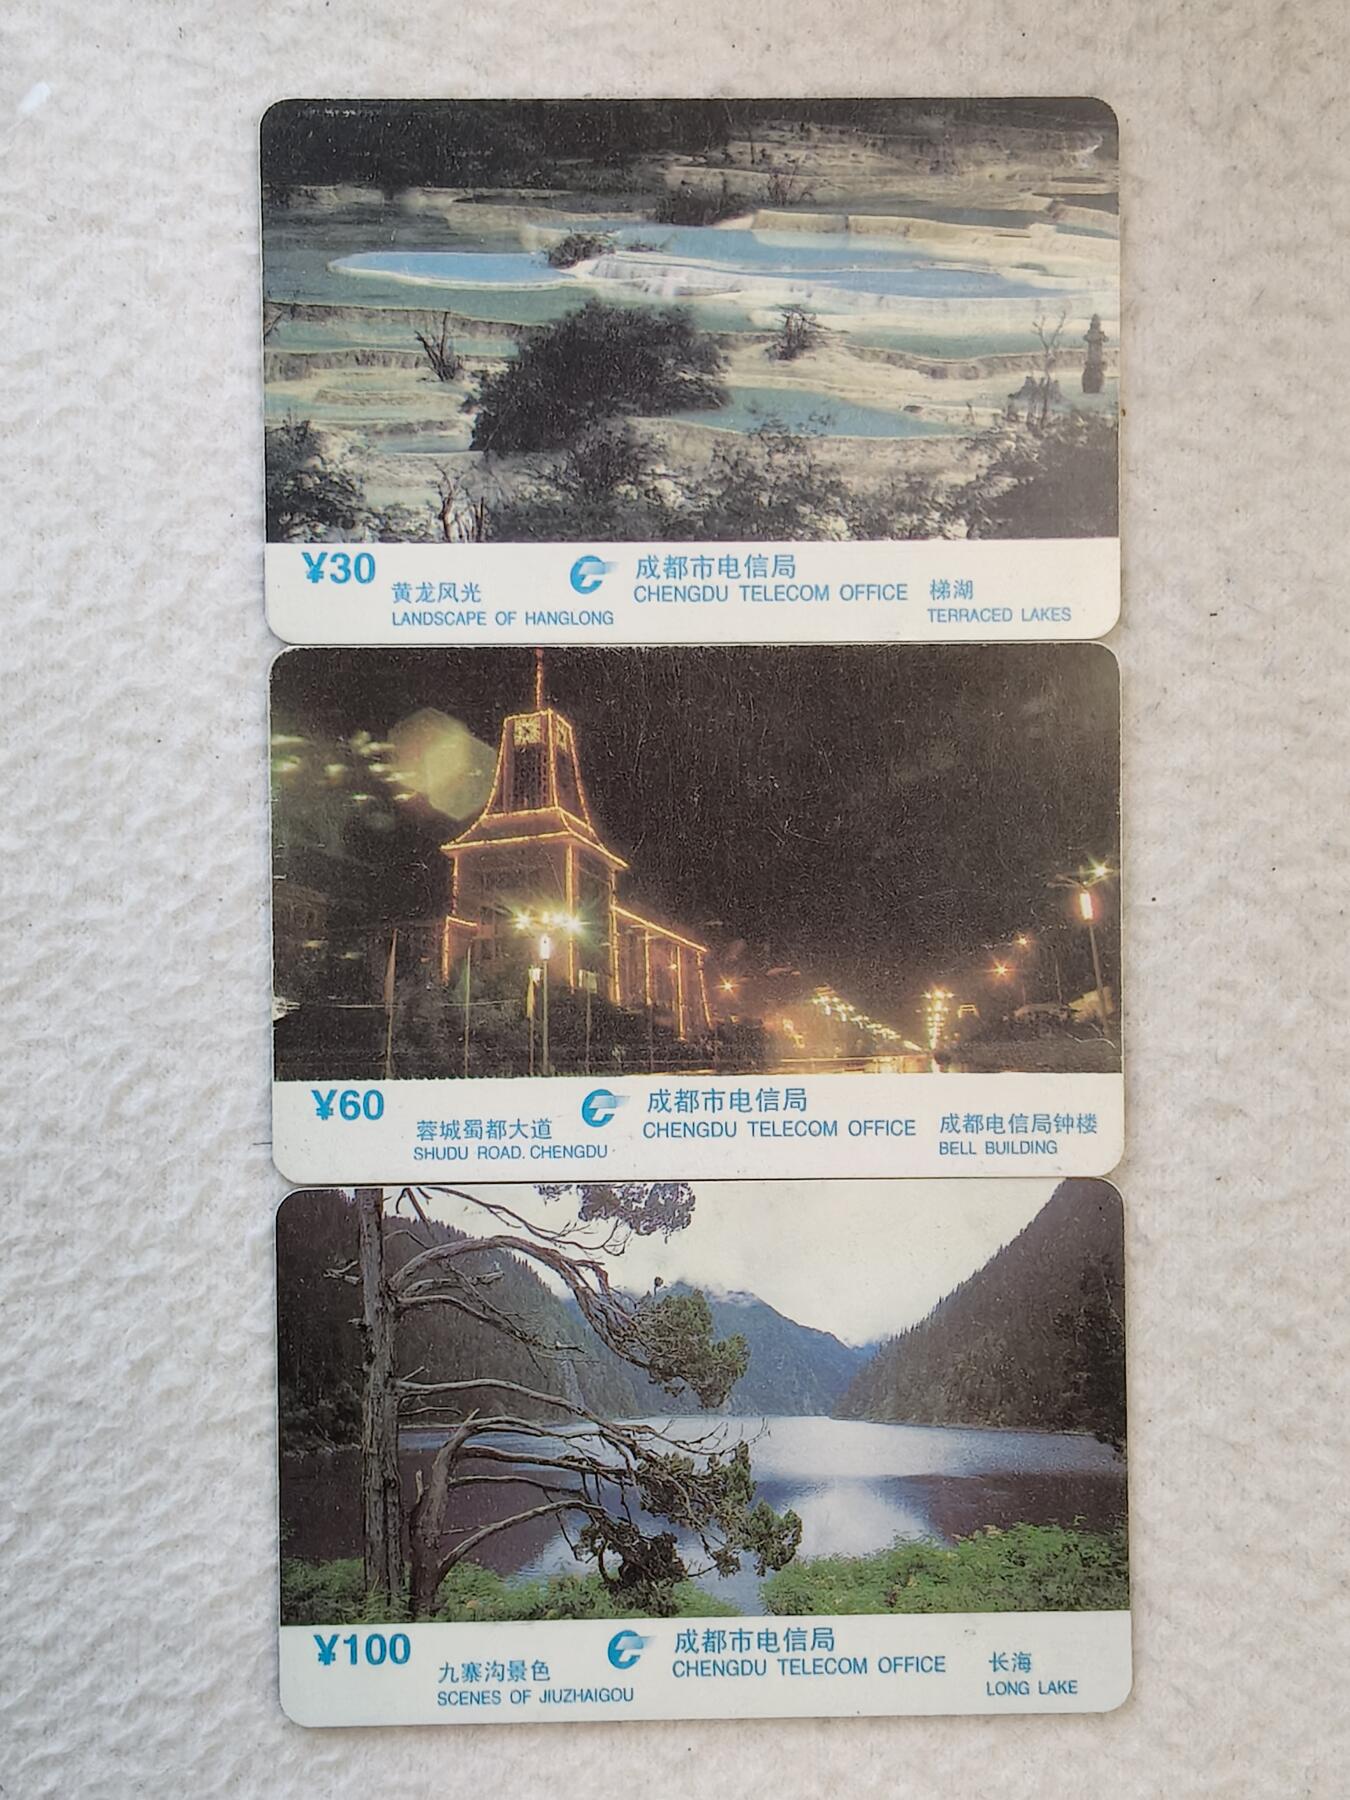 ¥30
黄龙风光
LANDSCAPE OF HANGLONG
成都市电信局
CHENGDU TELECOM OFFICE
梯湖
TERRACED LAKES
¥60
蓉城蜀都大道
SHUDU ROAD. CHENGDU
成都市电信局
CHENGDU TELECOM OFFICE
成都电信局钟楼
BELL BUILDING
¥100
九寨沟景色
SCENES OF JIUZHAIGOU
成都市电信局
CHENGDU TELECOM OFFICE
长海
LONG LAKE